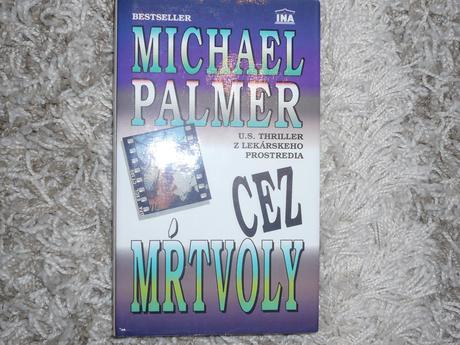 BESTSELLER
INA
MICHAEL
PALMER
U.S. THRILLER
Z LEKÁRSKEHO
PROSTREDIA
CEZ
MŔTVOLY